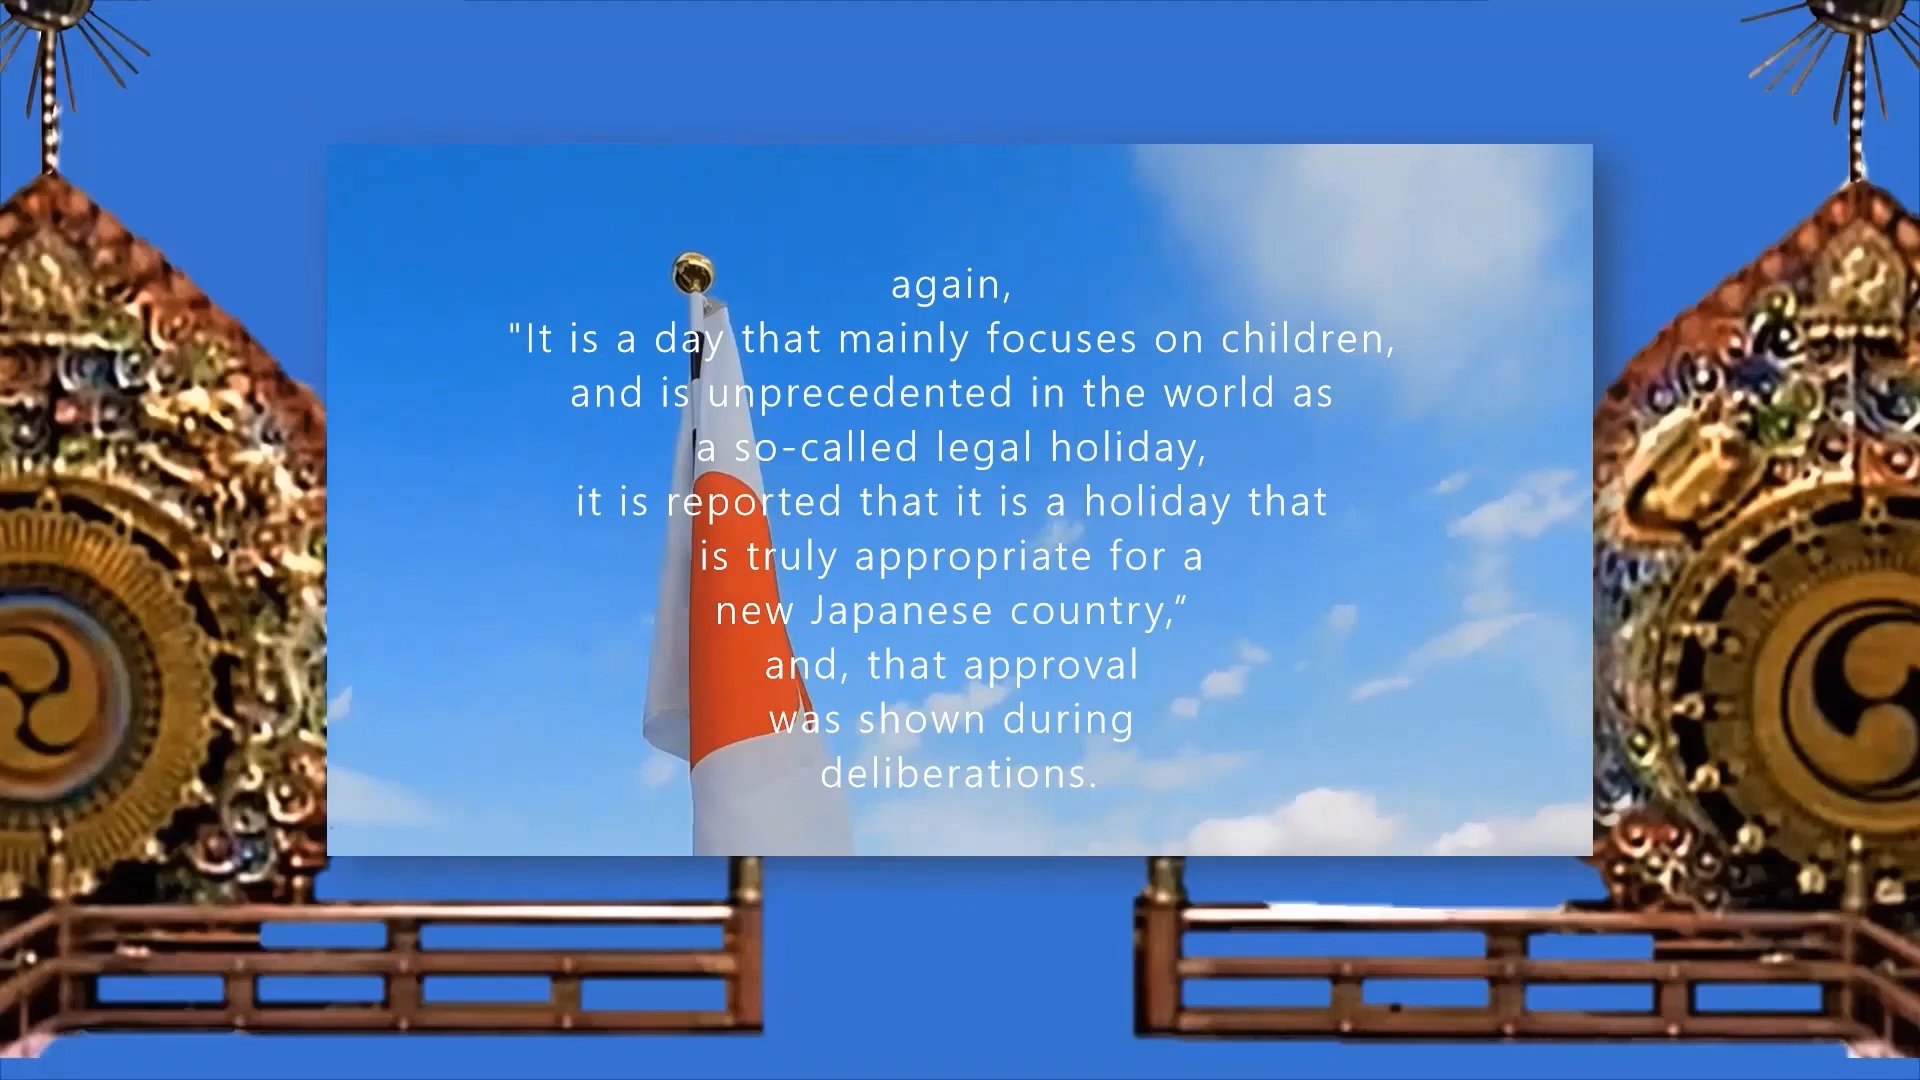 again,
"It is a day that mainly focuses on children,
and is unprecedented in the world as
a so-called legal holiday,
it is reported that it is a holiday that
is truly appropriate for a
new Japanese country,”
and, that approval
was shown during
deliberations.